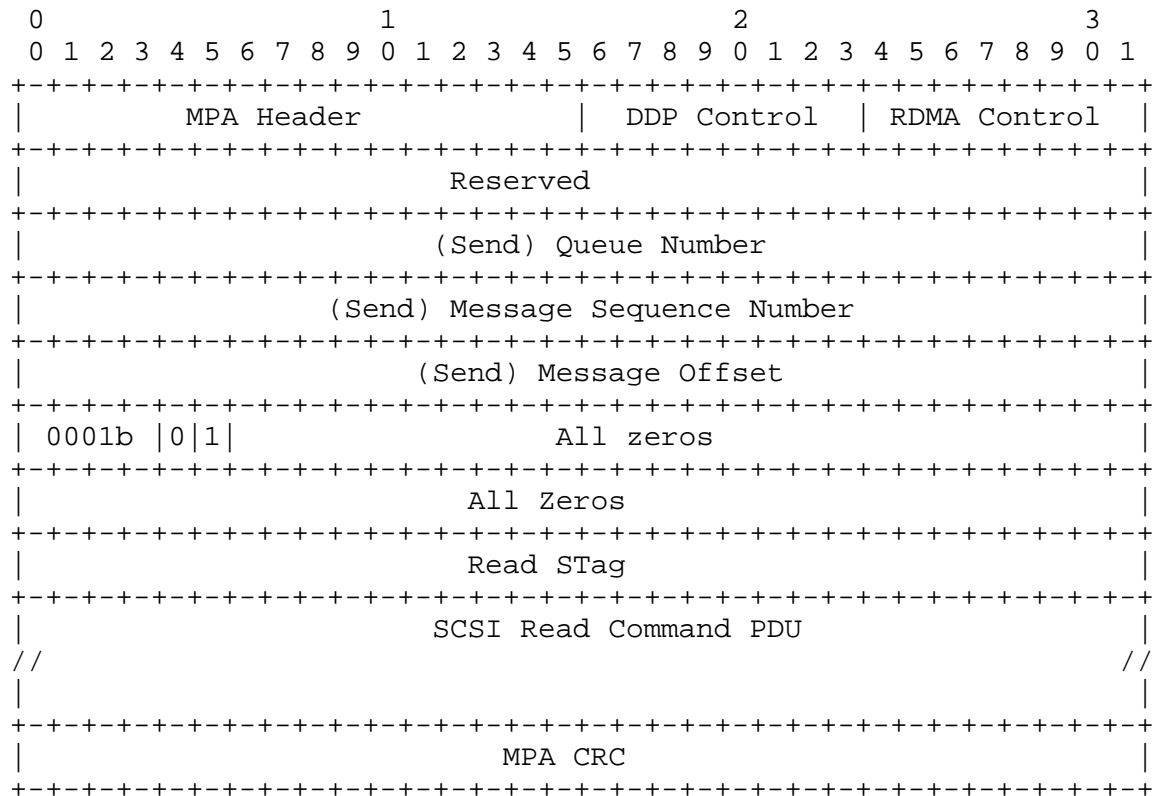 0                   1                   2                   3
 0 1 2 3 4 5 6 7 8 9 0 1 2 3 4 5 6 7 8 9 0 1 2 3 4 5 6 7 8 9 0 1
+-+-+-+-+-+-+-+-+-+-+-+-+-+-+-+-+-+-+-+-+-+-+-+-+-+-+-+-+-+-+-+-+
|         MPA Header            |  DDP Control  | RDMA Control  |
+-+-+-+-+-+-+-+-+-+-+-+-+-+-+-+-+-+-+-+-+-+-+-+-+-+-+-+-+-+-+-+-+
|                        Reserved                               |
+-+-+-+-+-+-+-+-+-+-+-+-+-+-+-+-+-+-+-+-+-+-+-+-+-+-+-+-+-+-+-+-+
|                       (Send) Queue Number                     |
+-+-+-+-+-+-+-+-+-+-+-+-+-+-+-+-+-+-+-+-+-+-+-+-+-+-+-+-+-+-+-+-+
|                 (Send) Message Sequence Number                |
+-+-+-+-+-+-+-+-+-+-+-+-+-+-+-+-+-+-+-+-+-+-+-+-+-+-+-+-+-+-+-+-+
|                      (Send) Message Offset                    |
+-+-+-+-+-+-+-+-+-+-+-+-+-+-+-+-+-+-+-+-+-+-+-+-+-+-+-+-+-+-+-+-+
| 0001b |0|1|                  All zeros                        |
+-+-+-+-+-+-+-+-+-+-+-+-+-+-+-+-+-+-+-+-+-+-+-+-+-+-+-+-+-+-+-+-+
|                         All Zeros                             |
+-+-+-+-+-+-+-+-+-+-+-+-+-+-+-+-+-+-+-+-+-+-+-+-+-+-+-+-+-+-+-+-+
|                         Read STag                             |
+-+-+-+-+-+-+-+-+-+-+-+-+-+-+-+-+-+-+-+-+-+-+-+-+-+-+-+-+-+-+-+-+
|                       SCSI Read Command PDU                   |
//                                                             //
|                                                               |
+-+-+-+-+-+-+-+-+-+-+-+-+-+-+-+-+-+-+-+-+-+-+-+-+-+-+-+-+-+-+-+-+
|                           MPA CRC                             |
+-+-+-+-+-+-+-+-+-+-+-+-+-+-+-+-+-+-+-+-+-+-+-+-+-+-+-+-+-+-+-+-+